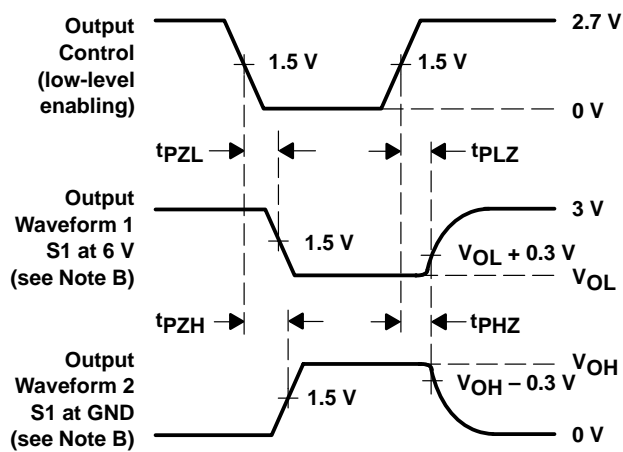 Output
Control
(low-level
enabling)
2.7 V
1.5 V
1.5 V
0 V
tPZL
tPLZ
Output
Waveform 1
S1 at 6 V
(see Note B)
3 V
1.5 V
VOL + 0.3 V
VOL
tPZH
tPHZ
Output
Waveform 2
S1 at GND
(see Note B)
VOH
VOH – 0.3 V
1.5 V
0 V